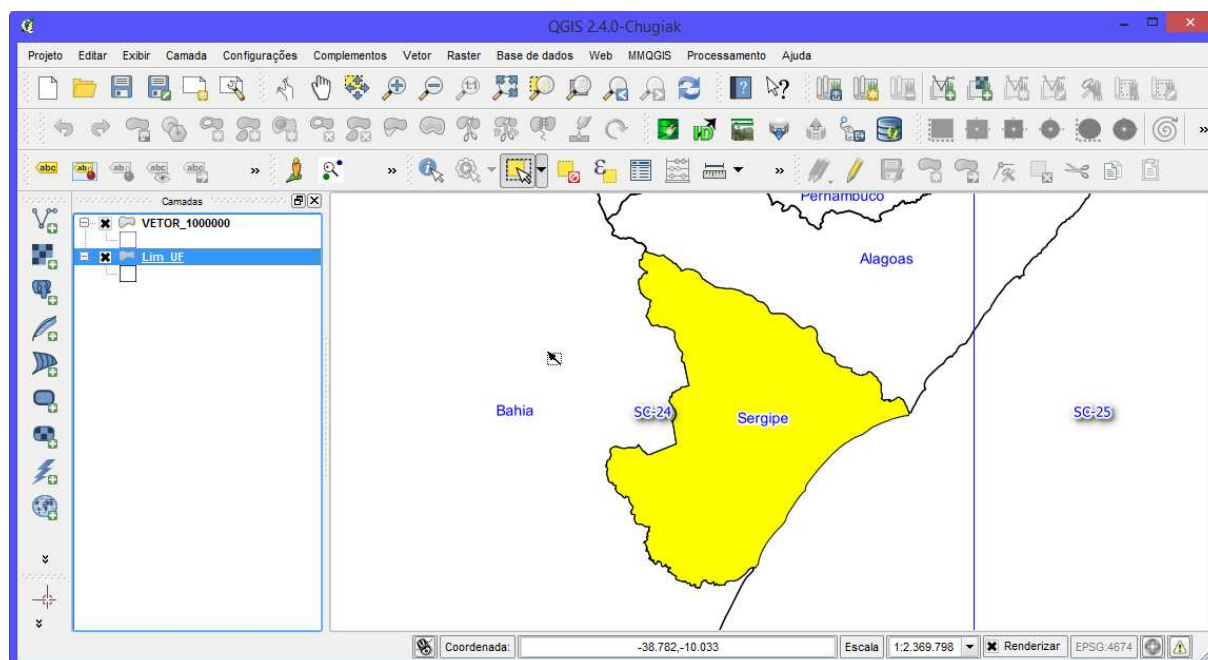 QGIS 2.4.0-Chugiak
Projeto Editar Exibir Camada Configurações Complementos Vetor Raster Base de dados Web MMQGIS Processamento Ajuda
Camadas
VETOR_1000000
Lim_UF
Pernambuco
Alagoas
Bahia
SC-24
Sergipe
SC-25
Coordenada: -38.782,-10.033 Escala 1:2.369.798 Renderizar EPSG:4674